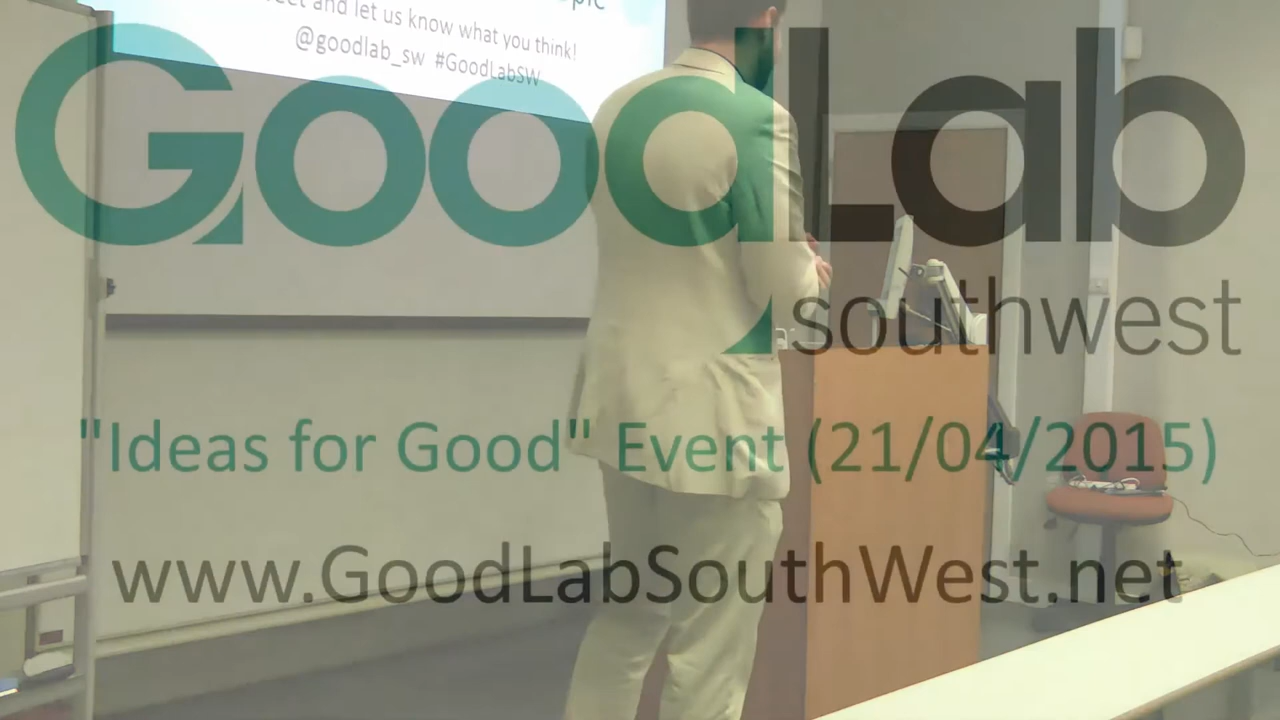 and let us know what you think!
@goodlab_sw #GoodLabSW
GoodLab
southwest
"Ideas for Good" Event (21/04/2015)
www.GoodLabSouthWest.net